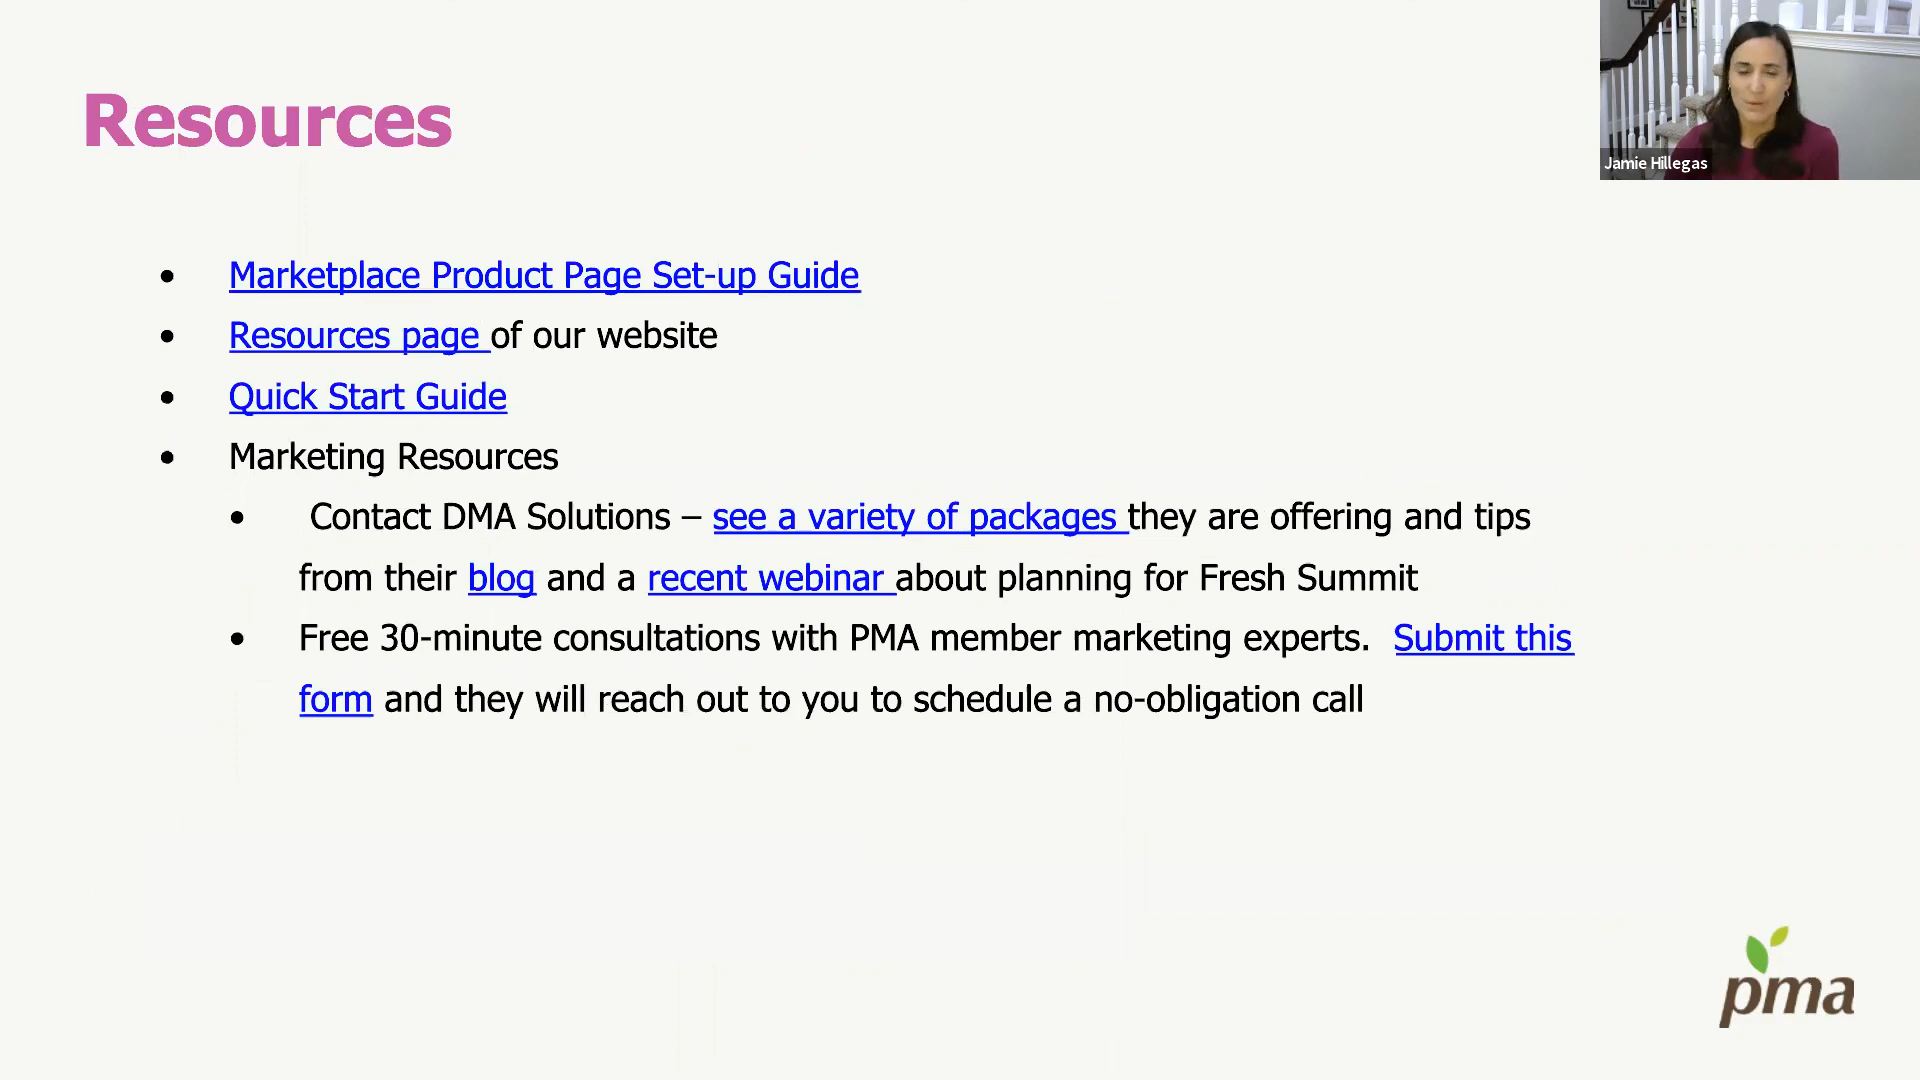 Resources
Jamie Hillegas
• Marketplace Product Page Set-up Guide
• Resources page of our website
• Quick Start Guide
• Marketing Resources
• Contact DMA Solutions – see a variety of packages they are offering and tips
from their blog and a recent webinar about planning for Fresh Summit
• Free 30-minute consultations with PMA member marketing experts. Submit this
form and they will reach out to you to schedule a no-obligation call
pma